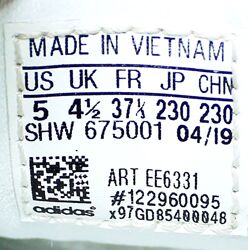 MADE IN VIETNAM
US UK FR JP CHN
5 4½ 37⅓ 230 230
SHW 675001 04/19
ART EE6331
#122960095
adidas x97GD85400048